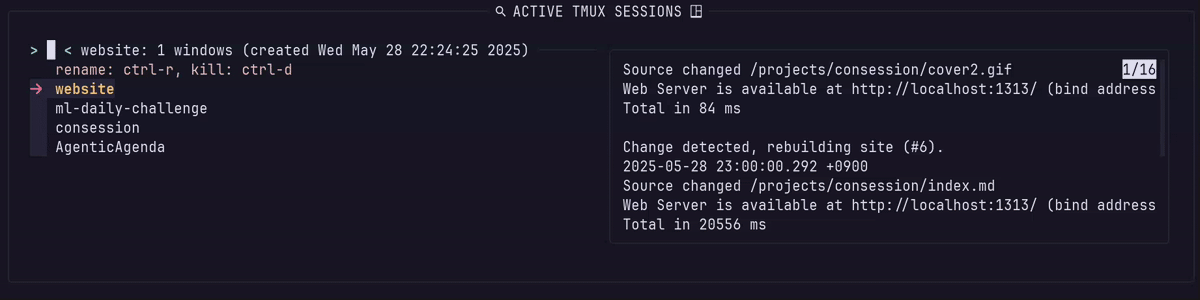 ACTIVE TMUX SESSIONS
> < website: 1 windows (created Wed May 28 22:24:25 2025)
rename: ctrl-r, kill: ctrl-d
→ website
ml-daily-challenge
consession
AgenticAgenda
Source changed /projects/consession/cover2.gif 1/16
Web Server is available at http://localhost:1313/ (bind address
Total in 84 ms
Change detected, rebuilding site (#6).
2025-05-28 23:00:00.292 +0900
Source changed /projects/consession/index.md
Web Server is available at http://localhost:1313/ (bind address
Total in 20556 ms